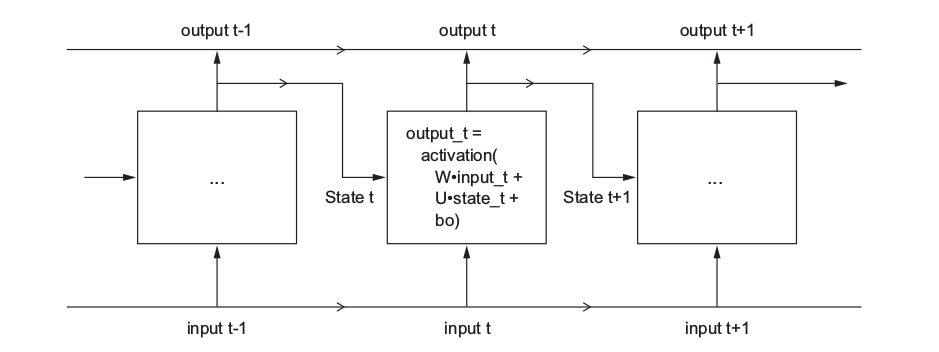 output t-1
output t
output t+1
...
output_t =
activation(
W•input_t +
U•state_t +
bo)
...
State t
State t+1
input t-1
input t
input t+1